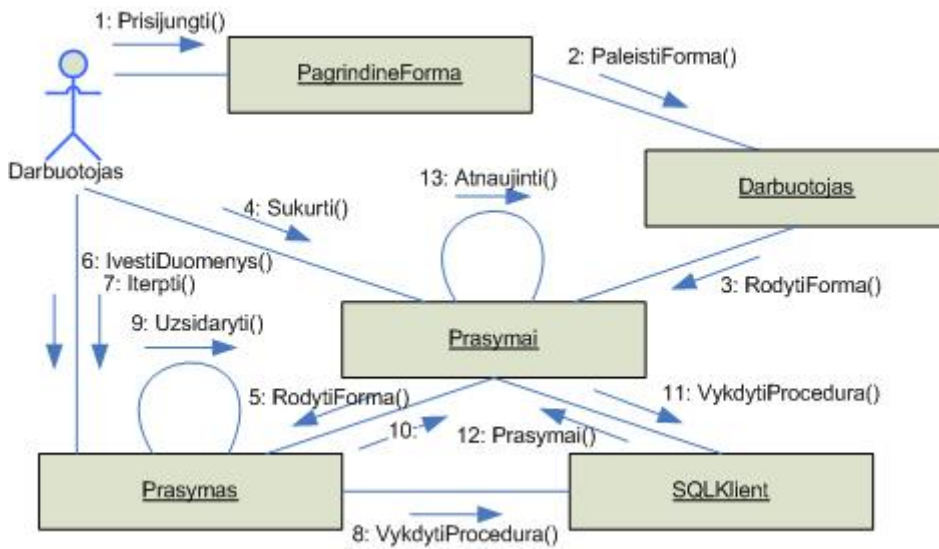 1: Prisijungti()
PagrindineForma
2: PaleistiForma()
Darbuotojas
13: Atnaujinti()
Darbuotojas
4: Sukurti()
6: IvestiDuomenys()
7: Iterpti()
3: RodytiForma()
9: Uzsidaryti()
Prasymai
5: RodytiForma()
11: VykdytiProcedura()
10:
12: Prasymai()
Prasymas
SQLKlient
8: VykdytiProcedura()